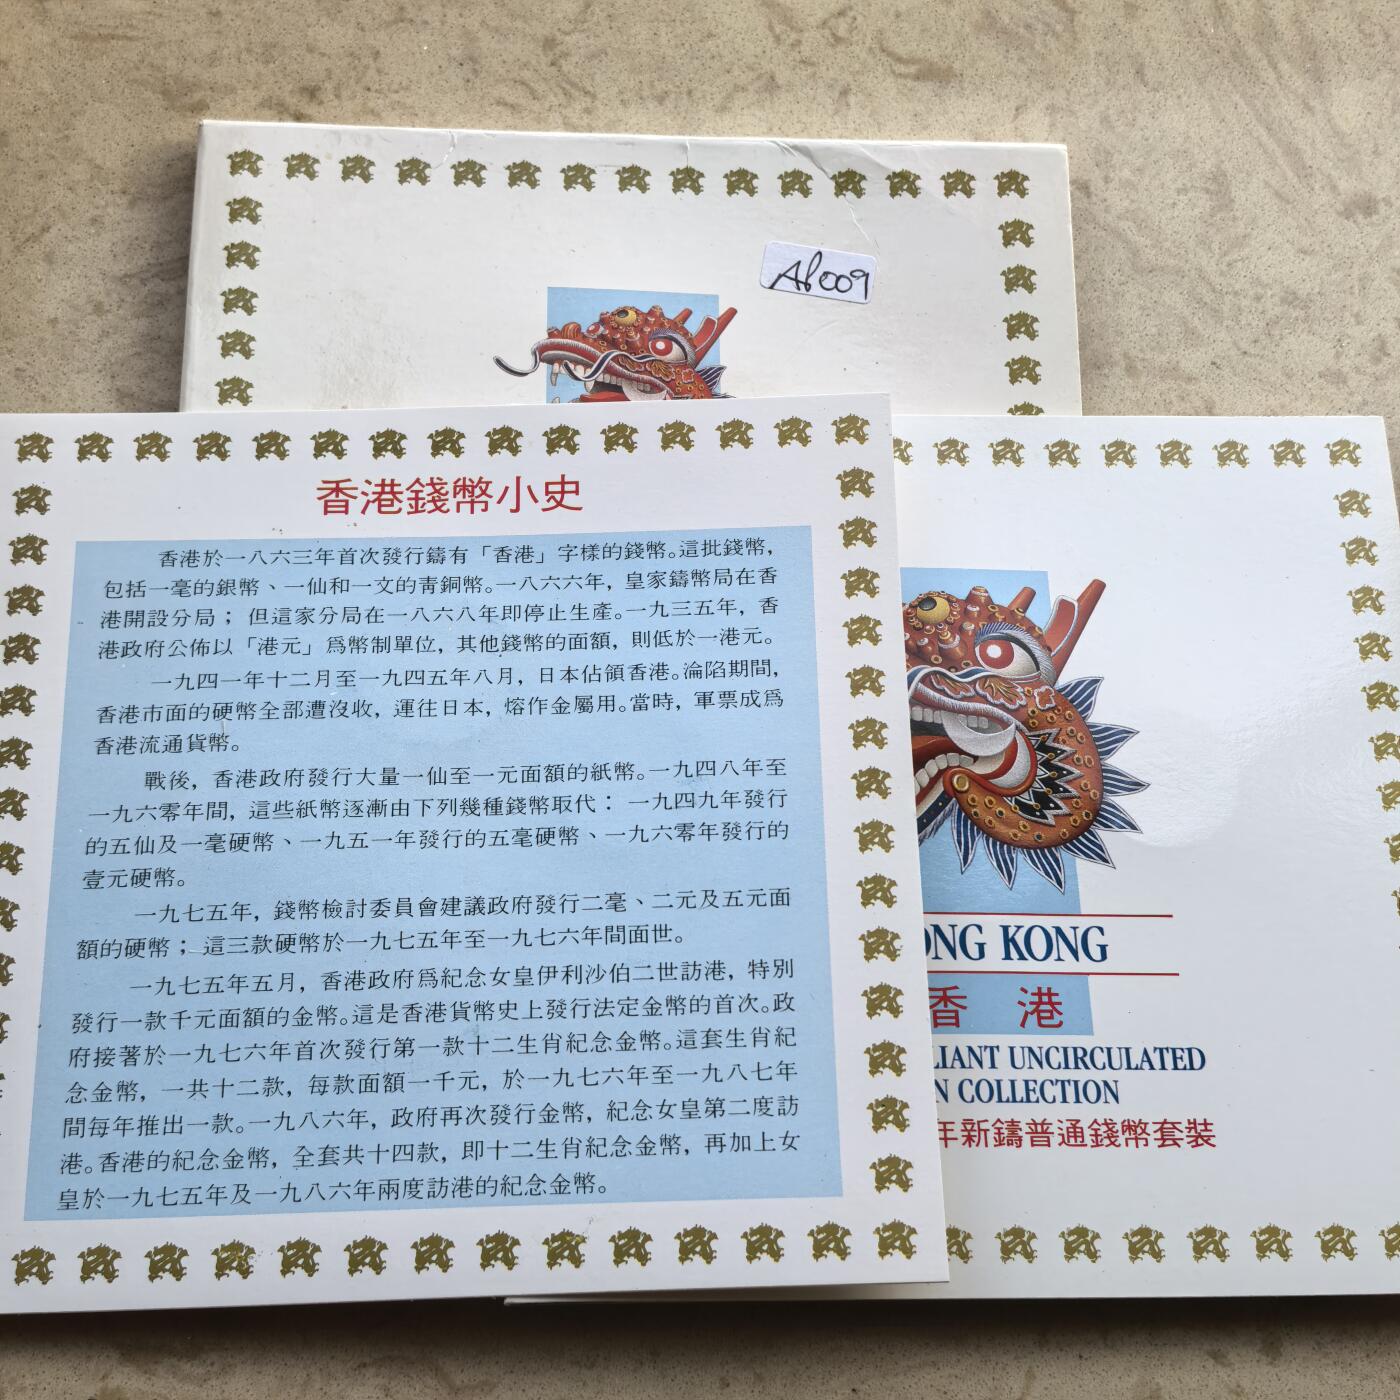 Ab009
香港錢幣小史
香港於一八六三年首次發行鑄有「香港」字樣的錢幣。這批錢幣，
包括一毫的銀幣、一仙和一文的靑銅幣。一八六六年，皇家鑄幣局在香
港開設分局；但這家分局在一八六八年即停止生產。一九三五年，香
港政府公佈以「港元」爲幣制單位，其他錢幣的面額，則低於一港元。
一九四一年十二月至一九四五年八月，日本佔領香港。淪陷期間，
香港市面的硬幣全部遭沒收，運往日本，熔作金屬用。當時，軍票成爲
香港流通貨幣。
戰後，香港政府發行大量一仙至一元面額的紙幣。一九四八年至
一九六零年間，這些紙幣逐漸由下列幾種錢幣取代：一九四九年發行
的五仙及一毫硬幣、一九五一年發行的五毫硬幣、一九六零年發行的
壹元硬幣。
一九七五年，錢幣檢討委員會建議政府發行二毫、二元及五元面
額的硬幣；這三款硬幣於一九七五年至一九七六年間面世。
一九七五年五月，香港政府爲紀念女皇伊利沙伯二世訪港，特別
發行一款千元面額的金幣。這是香港貨幣史上發行法定金幣的首次。政
府接著於一九七六年首次發行第一款十二生肖紀念金幣。這套生肖紀
念金幣，一共十二款，每款面額一千元，於一九七六年至一九八七年
間每年推出一款。一九八六年，政府再次發行金幣，紀念女皇第二度訪
港。香港的紀念金幣，全套共十四款，即十二生肖紀念金幣，再加上女
皇於一九七五年及一九八六年兩度訪港的紀念金幣。
ONG KONG
香港
LIANT UNCIRCULATED
N COLLECTION
年新鑄普通錢幣套裝